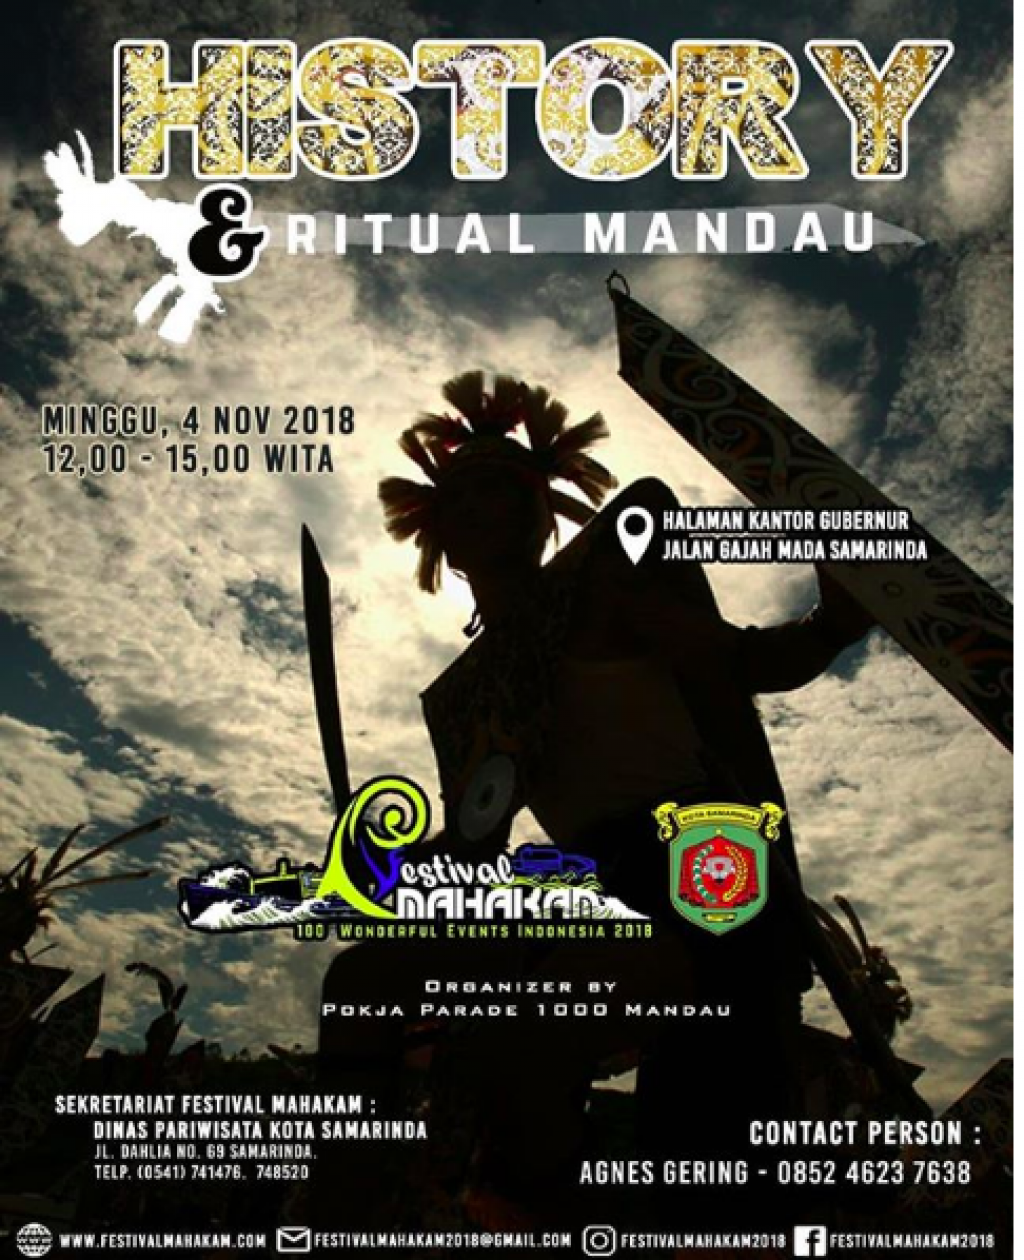 HISTORY
& RITUAL MANDAU
MINGGU, 4 NOV 2018
12,00 - 15,00 WITA
HALAMAN KANTOR GUBERNUR
JALAN GAJAH MADA SAMARINDA
Festival
MAHAKAM
100 WONDERFUL EVENTS INDONESIA 2018
KOTA SAMARINDA
ORGANIZER BY
POKJA PARADE 1000 MANDAU
SEKRETARIAT FESTIVAL MAHAKAM :
DINAS PARIWISATA KOTA SAMARINDA
JL. DAHLIA NO. 69 SAMARINDA.
TELP. (0541) 741476. 748520
CONTACT PERSON :
AGNES GERING - 0852 4623 7638
WWW.FESTIVALMAHAKAM.COM FESTIVALMAHAKAM2018@GMAIL.COM FESTIVALMAHAKAM2018 FESTIVALMAHAKAM2018